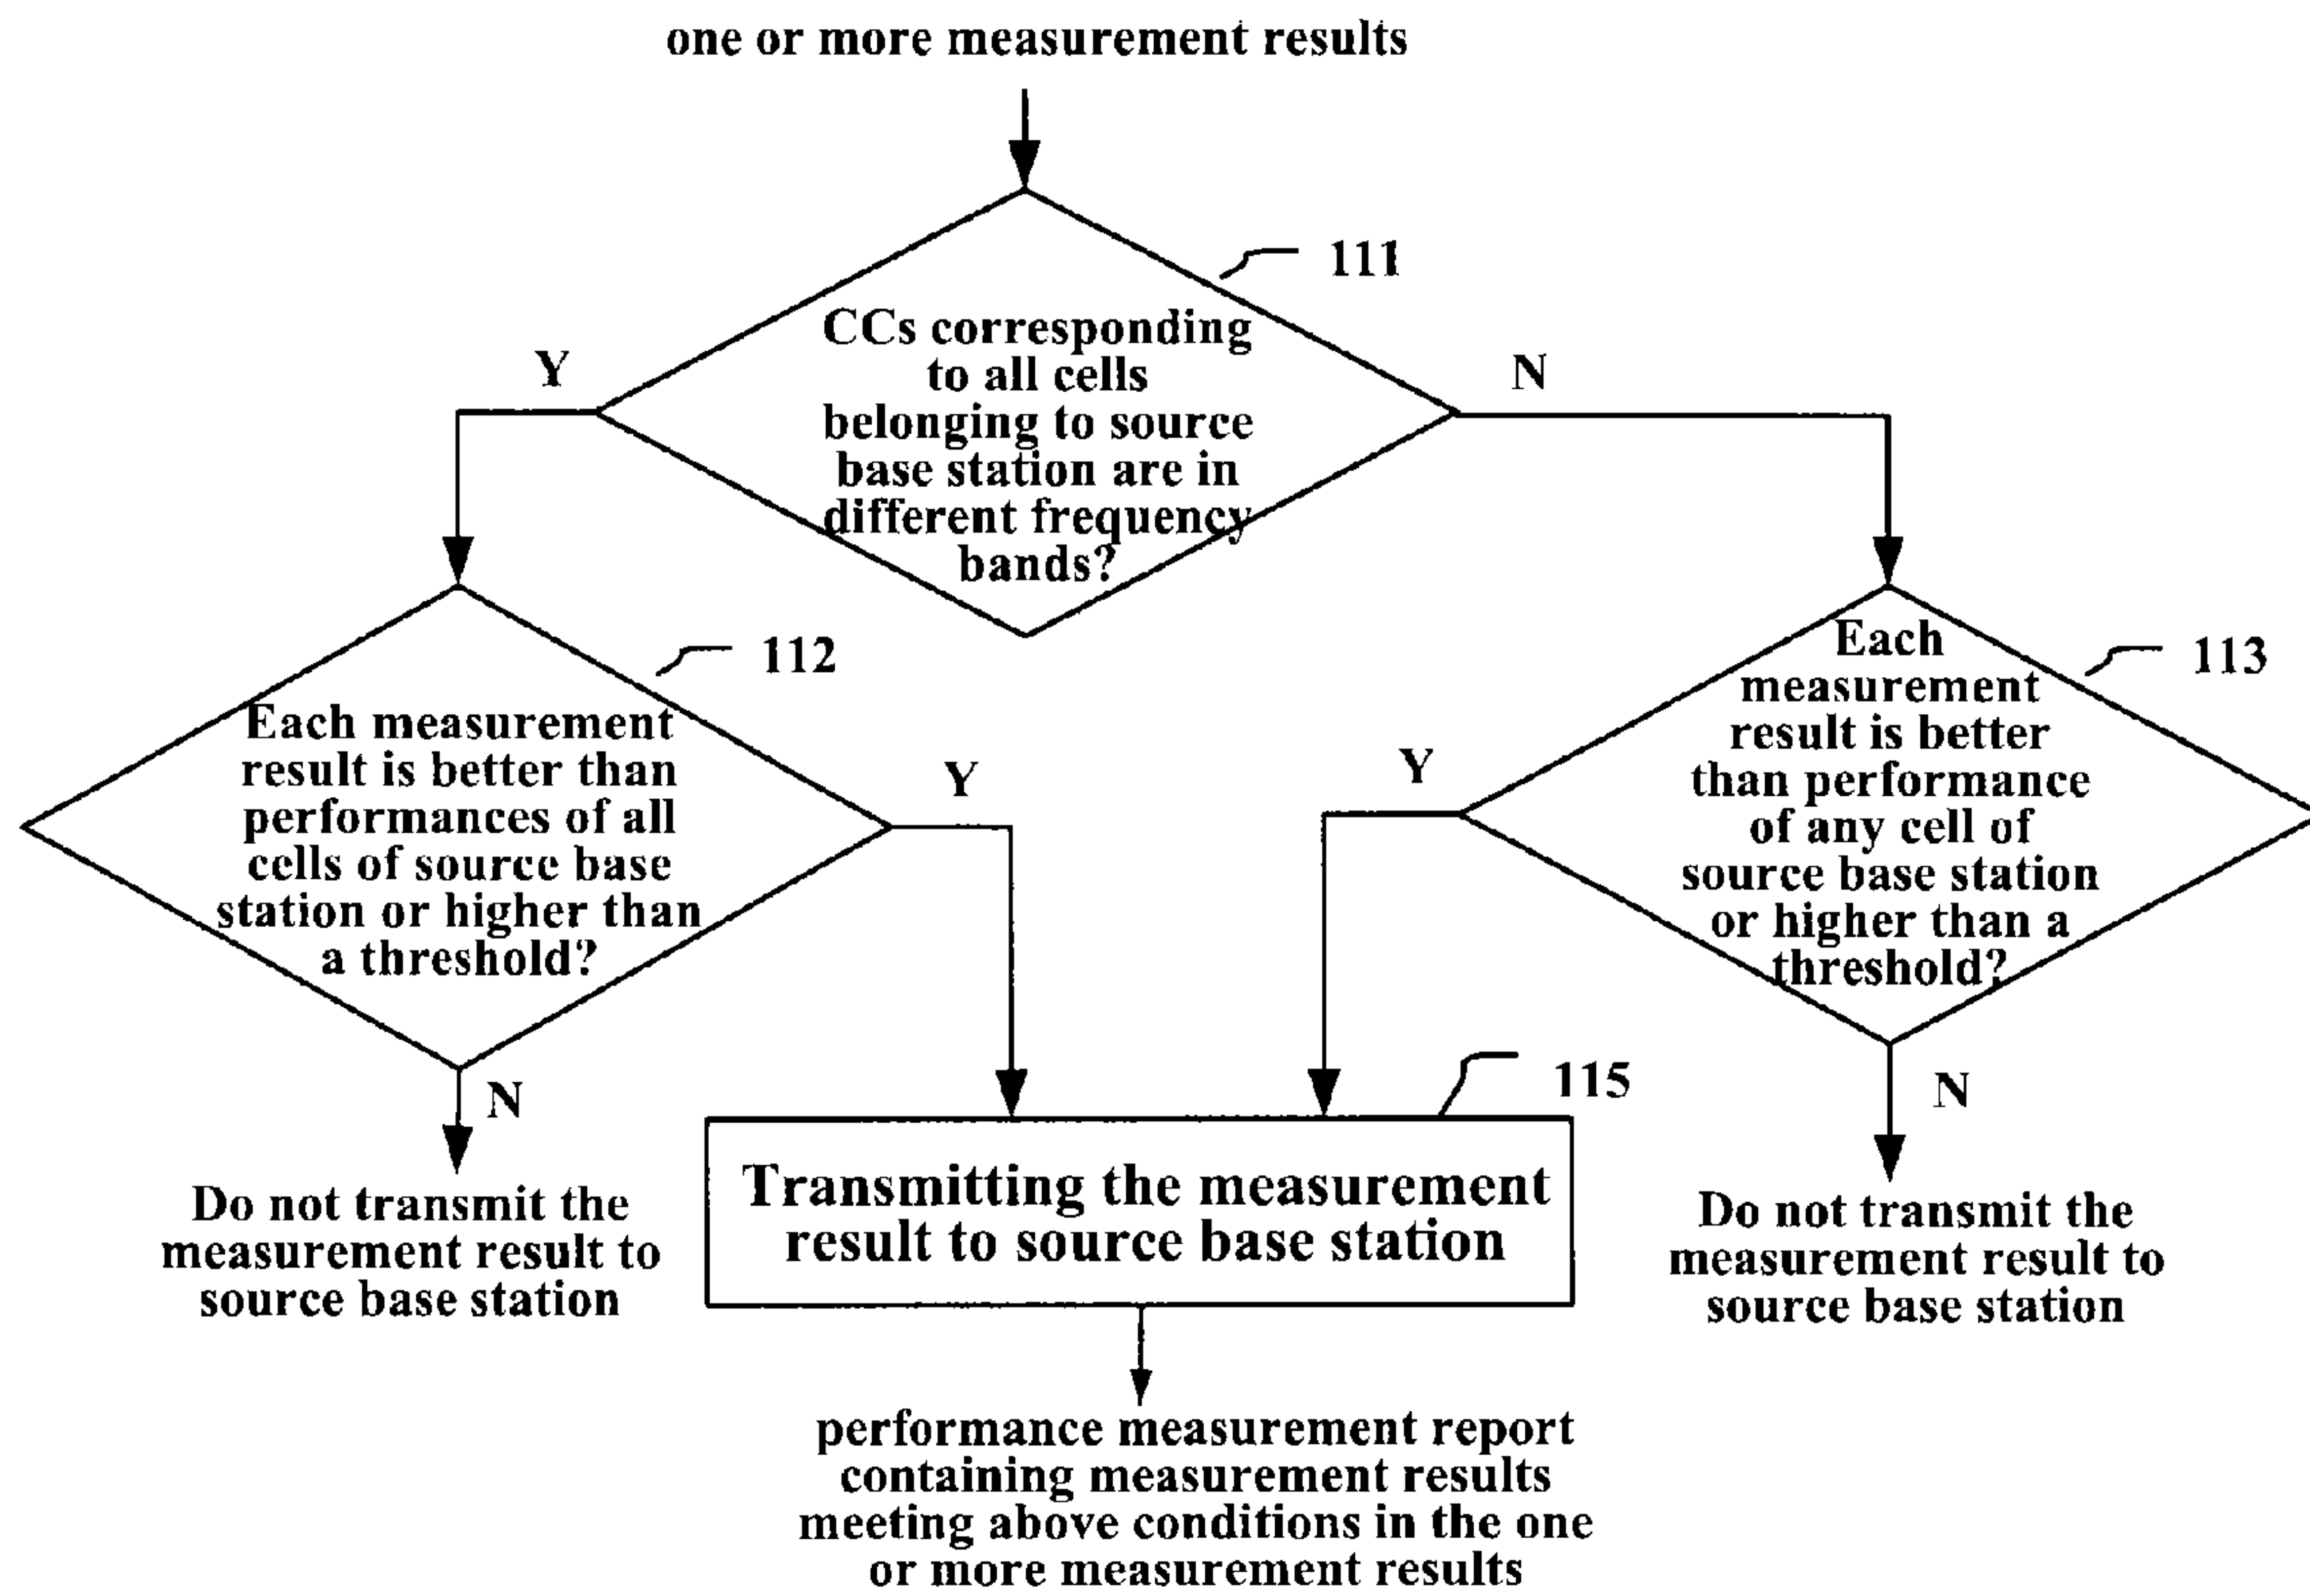 one or more measurement results
111
CCs corresponding
to all cells
belonging to source
base station are in
different frequency
bands?
Y
N
112
Each measurement
result is better than
performances of all
cells of source base
station or higher than
a threshold?
Y
N
113
Each
measurement
result is better
than performance
of any cell of
source base station
or higher than a
threshold?
Y
N
115
Transmitting the measurement
result to source base station
Do not transmit the
measurement result to
source base station
Do not transmit the
measurement result to
source base station
performance measurement report
containing measurement results
meeting above conditions in the one
or more measurement results